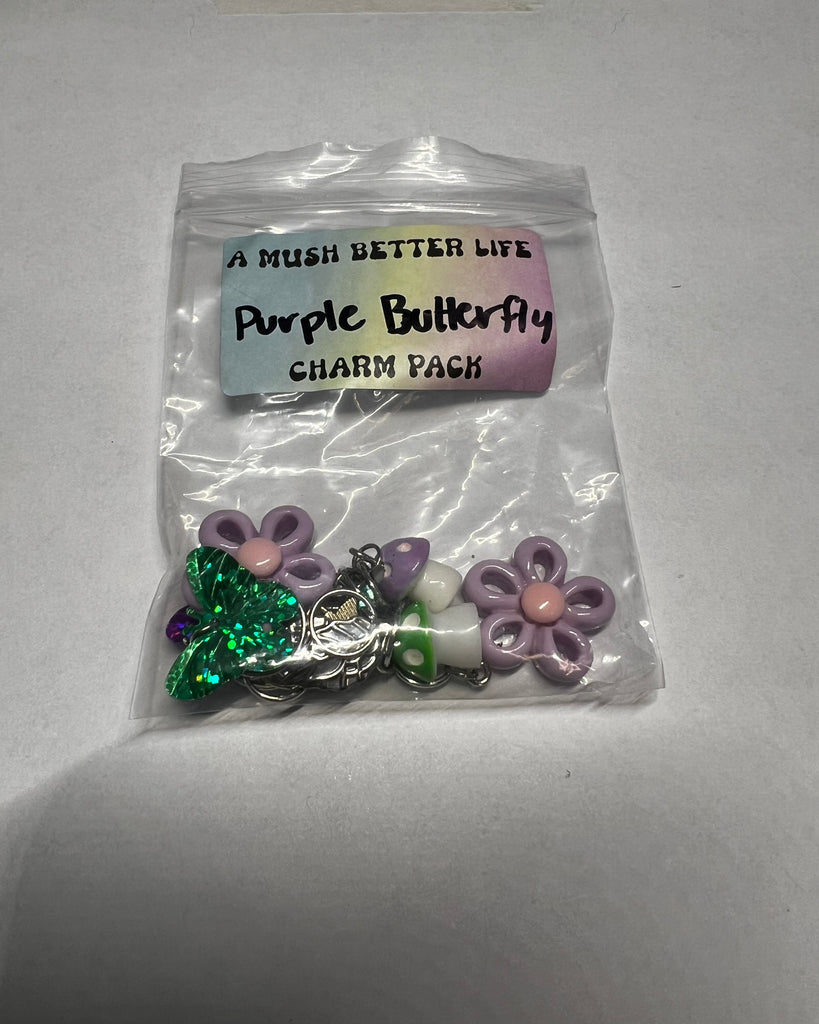 A MUSH BETTER LIFE
Purple Butterfly
CHARM PACK